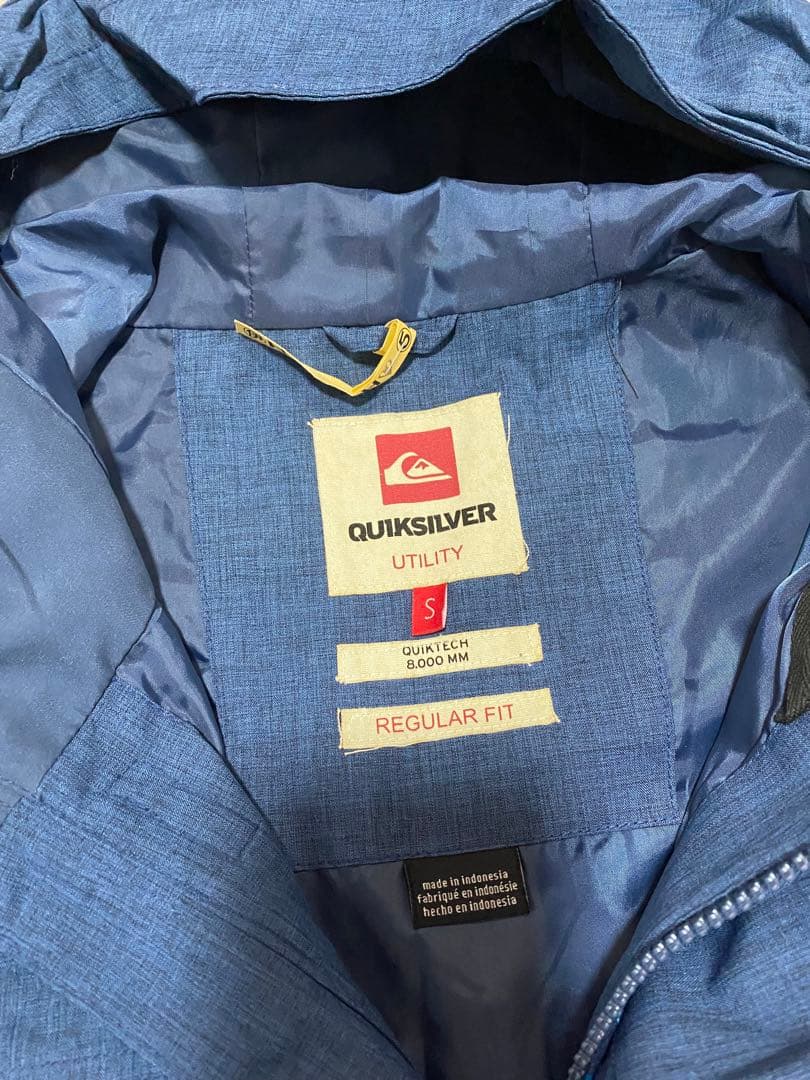 QUIKSILVER
UTILITY
S
QUIKTECH
8.000 MM
REGULAR FIT
made in indonesia
fabriqué en indonésie
hecho en indonesia